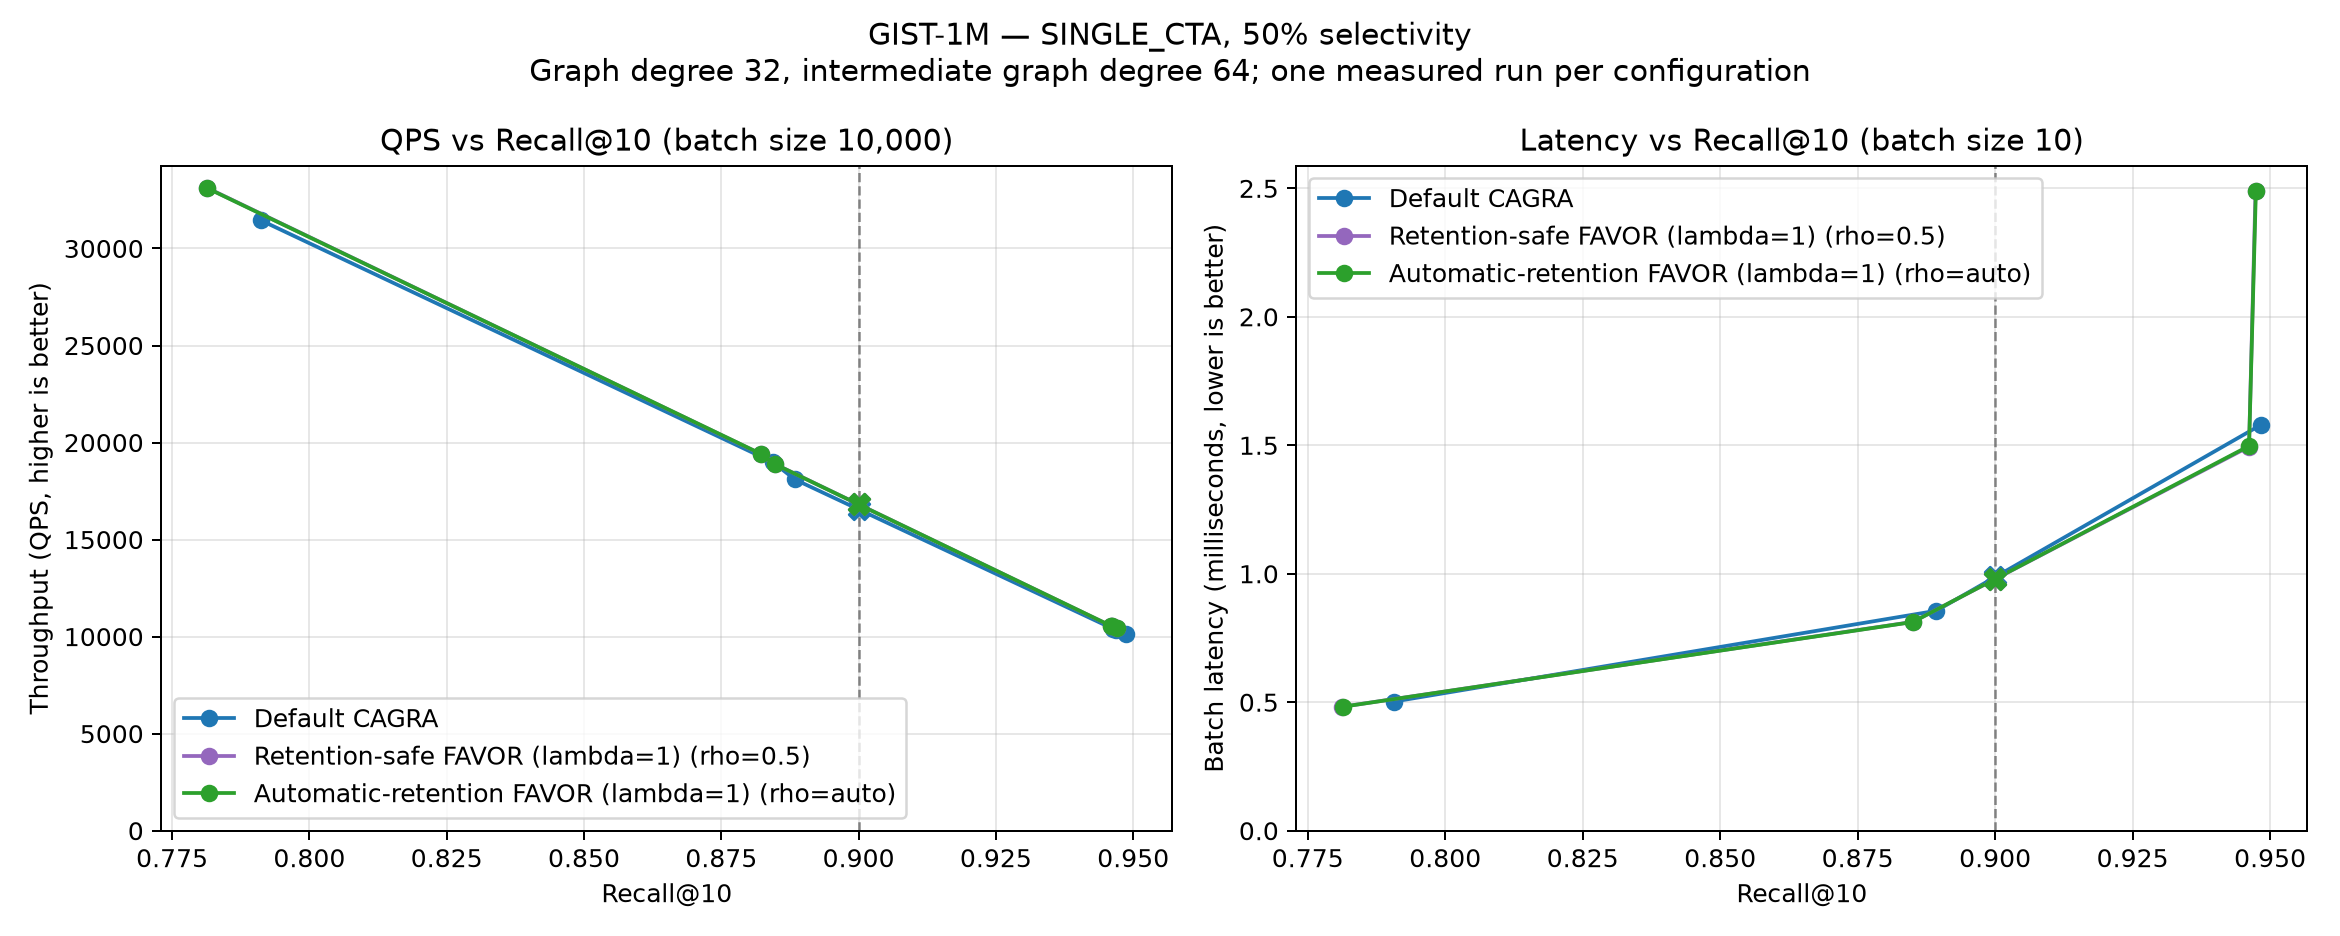 GIST-1M — SINGLE_CTA, 50% selectivity
Graph degree 32, intermediate graph degree 64; one measured run per configuration
QPS vs Recall@10 (batch size 10,000)
Throughput (QPS, higher is better)
30000
25000
20000
15000
10000
5000
0
Default CAGRA
Retention-safe FAVOR (lambda=1) (rho=0.5)
Automatic-retention FAVOR (lambda=1) (rho=auto)
0.775 0.800 0.825 0.850 0.875 0.900 0.925 0.950
Recall@10
Latency vs Recall@10 (batch size 10)
Batch latency (milliseconds, lower is better)
2.5
2.0
1.5
1.0
0.5
0.0
Default CAGRA
Retention-safe FAVOR (lambda=1) (rho=0.5)
Automatic-retention FAVOR (lambda=1) (rho=auto)
0.775 0.800 0.825 0.850 0.875 0.900 0.925 0.950
Recall@10